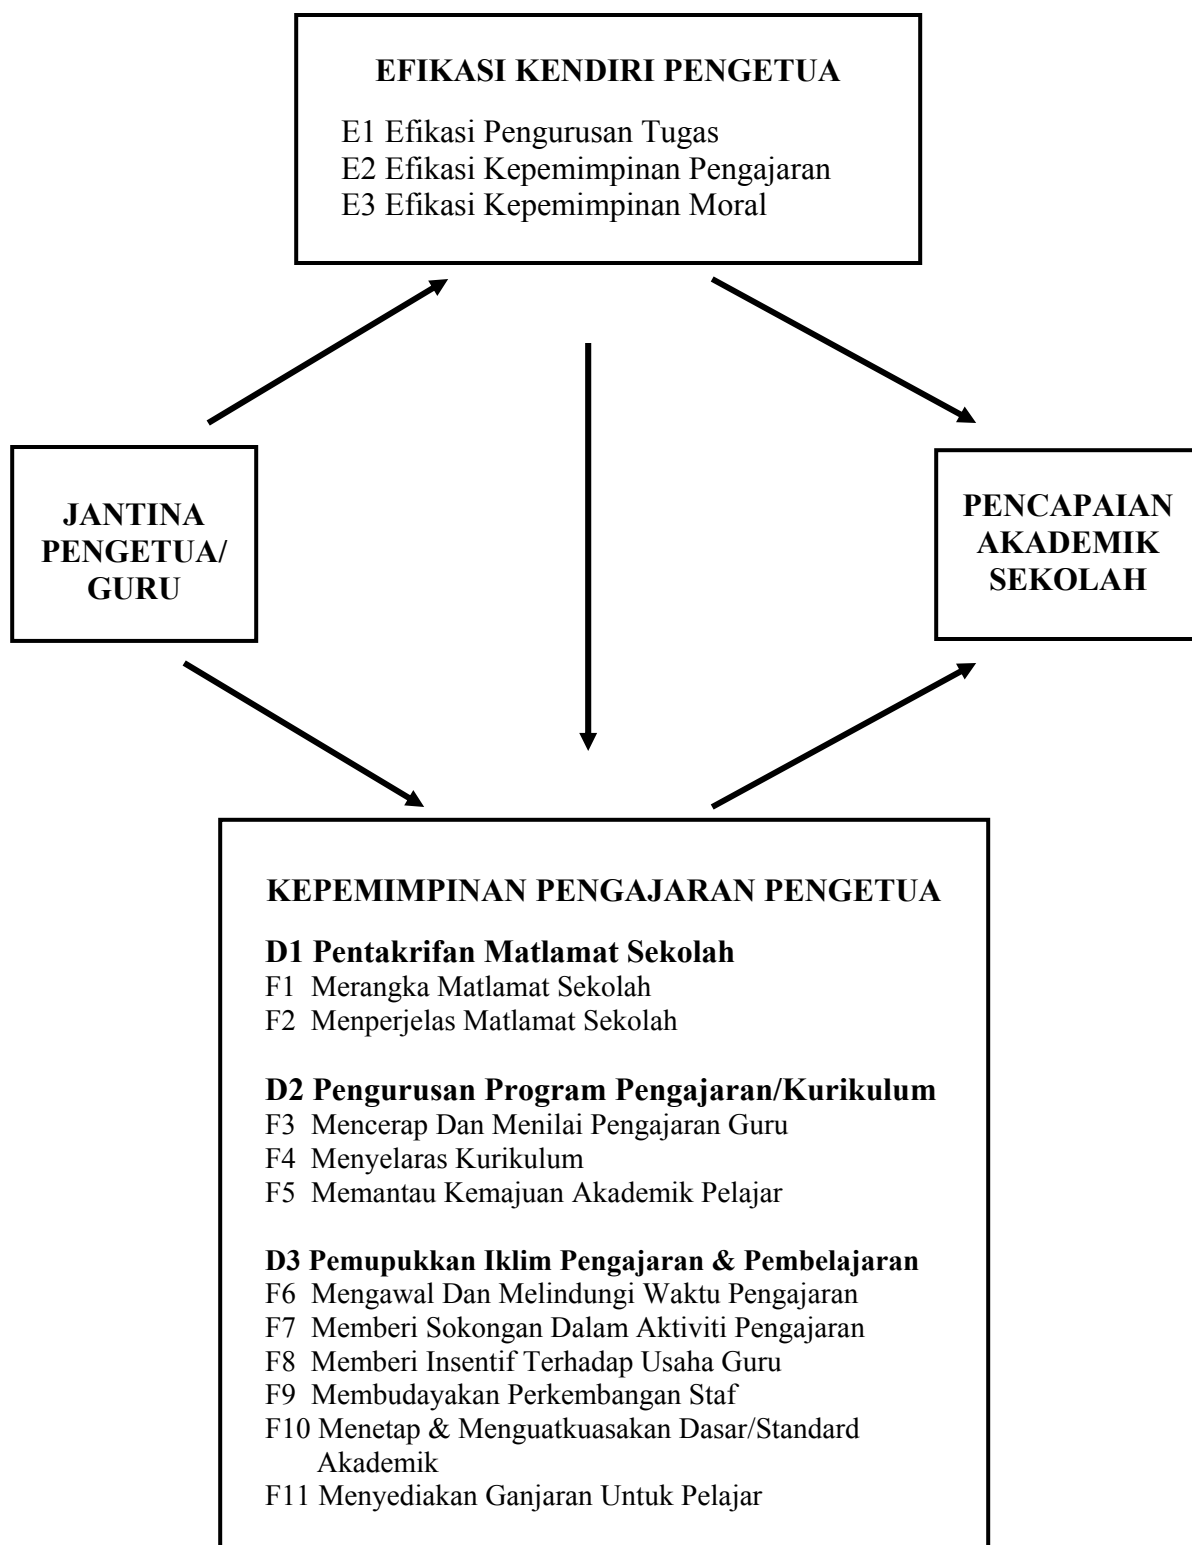 EFIKASI KENDIRI PENGETUA
E1 Efikasi Pengurusan Tugas
E2 Efikasi Kepemimpinan Pengajaran
E3 Efikasi Kepemimpinan Moral
JANTINA
PENGETUA/
GURU
PENCAPAIAN
AKADEMIK
SEKOLAH
KEPEMIMPINAN PENGAJARAN PENGETUA
D1 Pentakrifan Matlamat Sekolah
F1 Merangka Matlamat Sekolah
F2 Menperjelas Matlamat Sekolah
D2 Pengurusan Program Pengajaran/Kurikulum
F3 Mencerap Dan Menilai Pengajaran Guru
F4 Menyelaras Kurikulum
F5 Memantau Kemajuan Akademik Pelajar
D3 Pemupukkan Iklim Pengajaran & Pembelajaran
F6 Mengawal Dan Melindungi Waktu Pengajaran
F7 Memberi Sokongan Dalam Aktiviti Pengajaran
F8 Memberi Insentif Terhadap Usaha Guru
F9 Membudayakan Perkembangan Staf
F10 Menetap & Menguatkuasakan Dasar/Standard
Akademik
F11 Menyediakan Ganjaran Untuk Pelajar